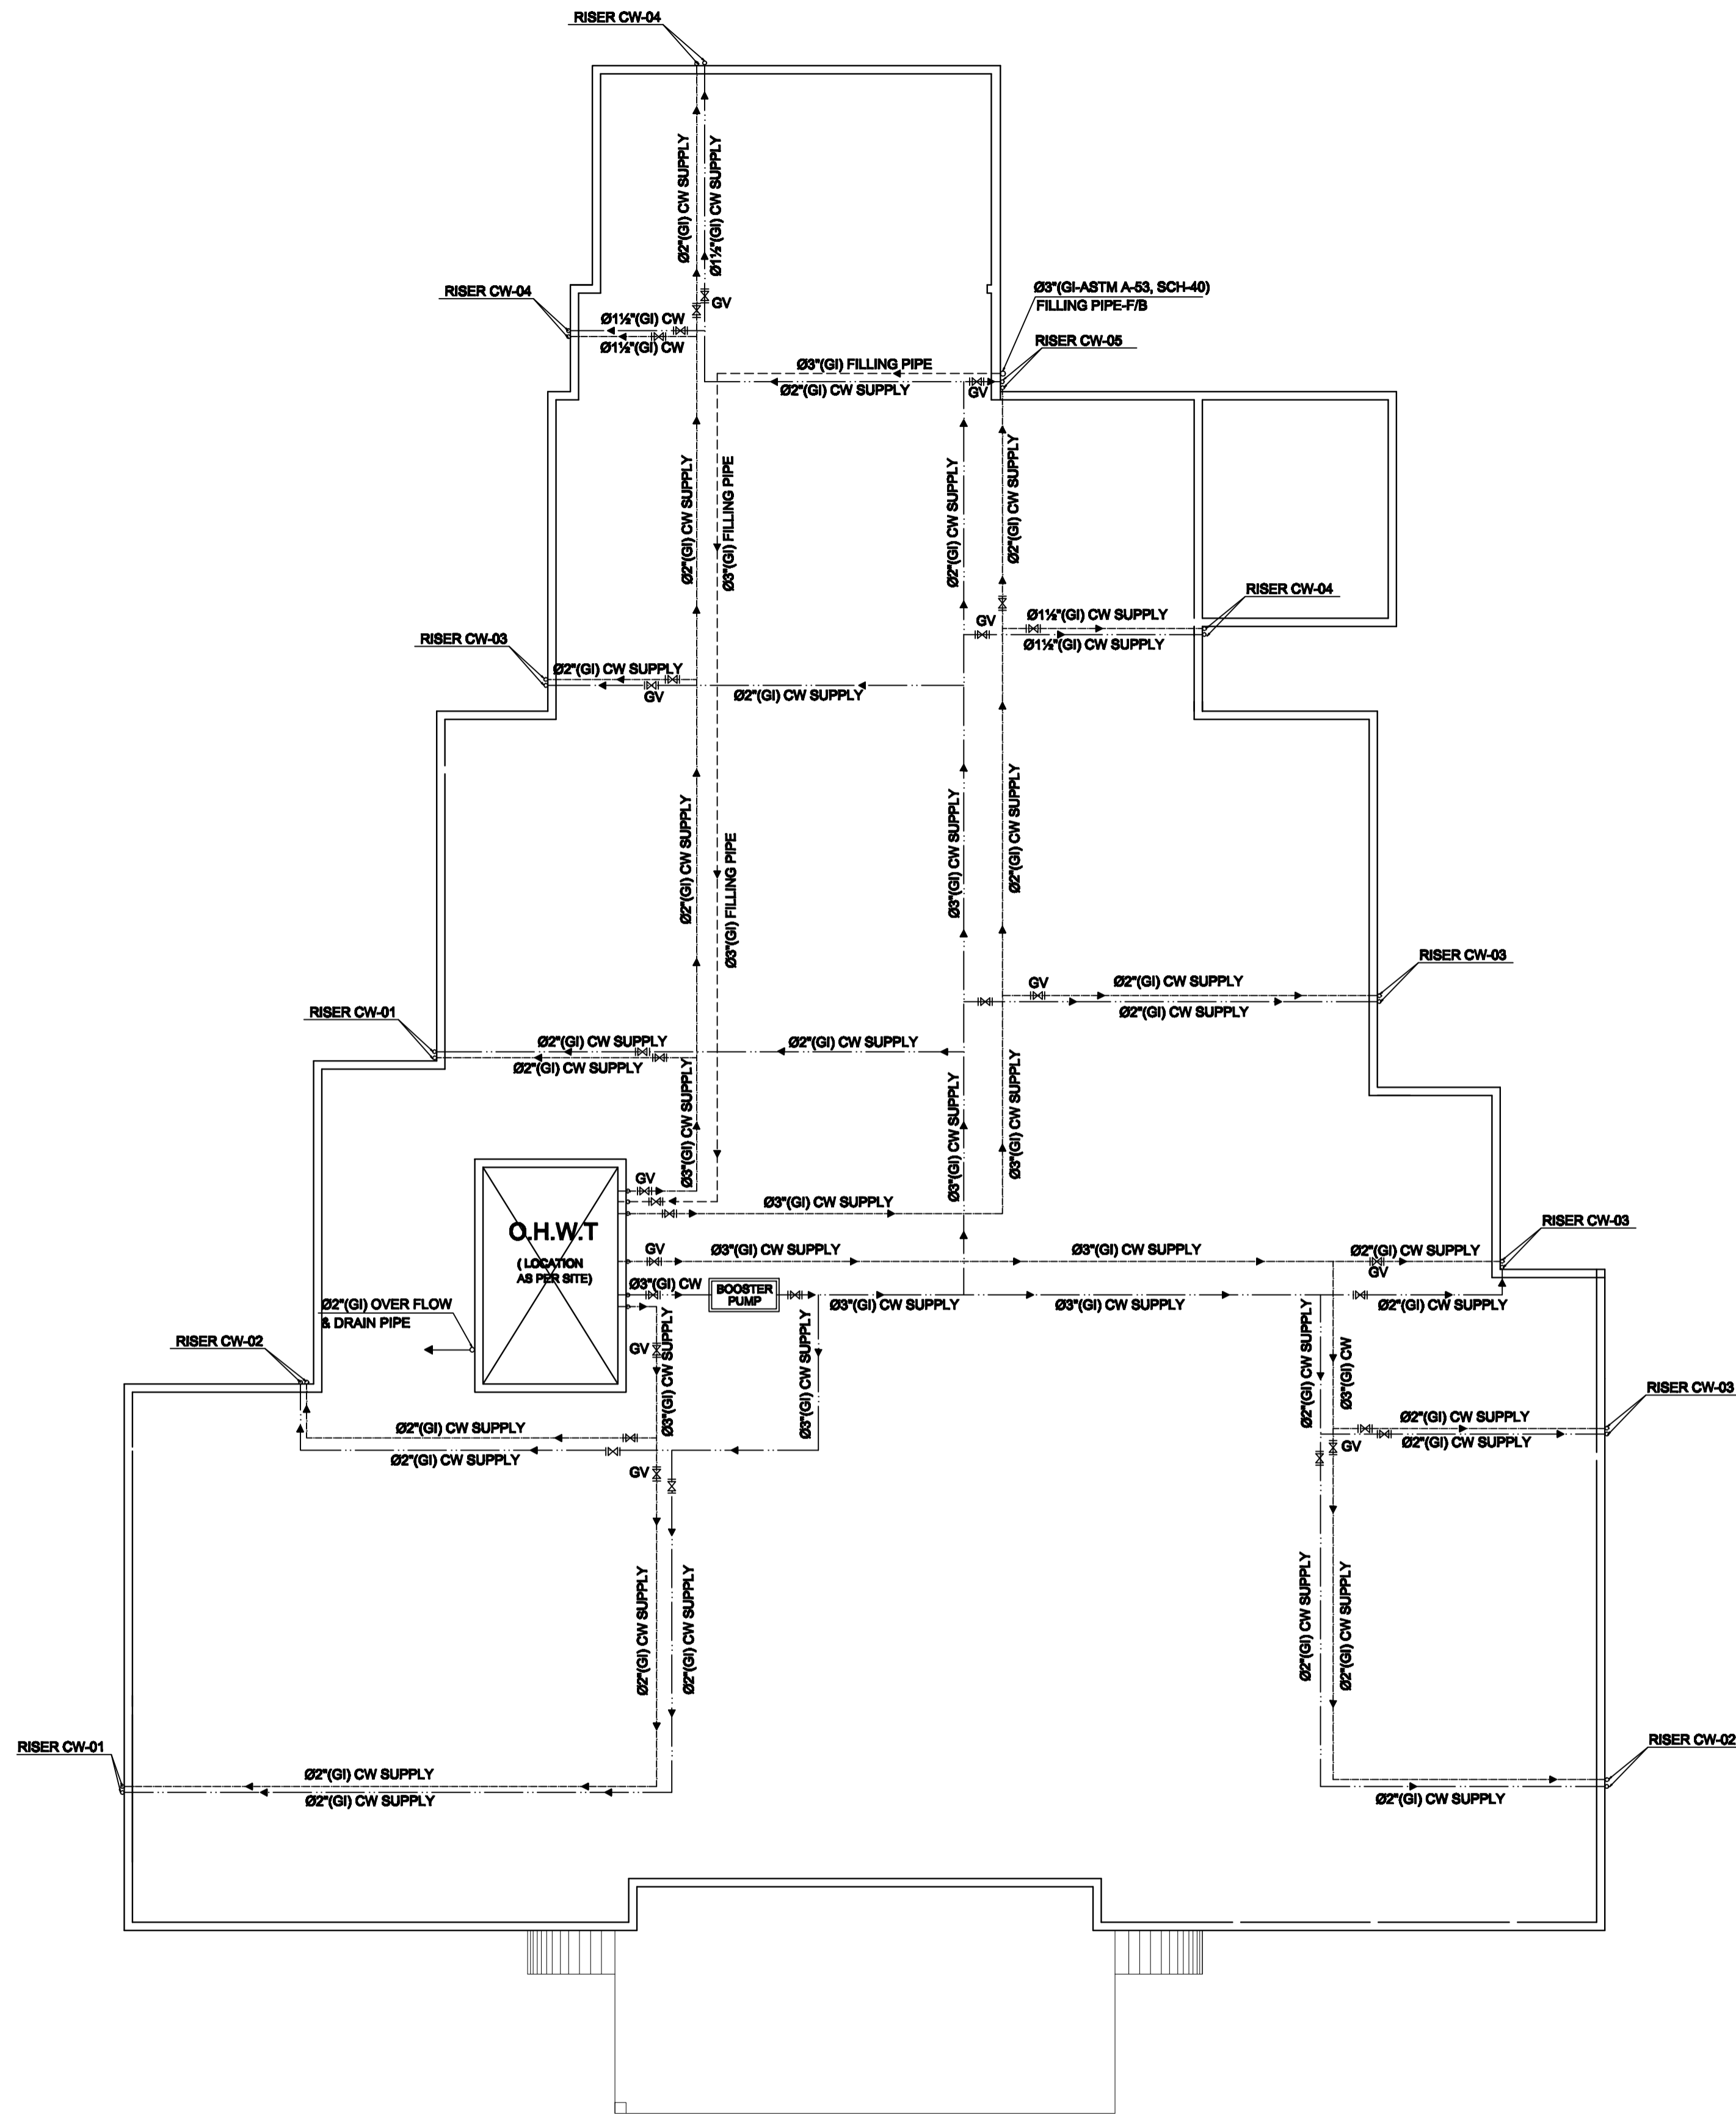 RISER CW-04
Ø2"(GI) CW SUPPLY
Ø1½"(GI) CW SUPPLY
RISER CW-04
GV
Ø1½"(GI) CW
Ø1½"(GI) CW
Ø3"(GI-ASTM A-53, SCH-40)
FILLING PIPE-F/B
RISER CW-05
Ø3"(GI) FILLING PIPE
Ø2"(GI) CW SUPPLY
GV
Ø2"(GI) CW SUPPLY
Ø3"(GI) FILLING PIPE
Ø2"(GI) CW SUPPLY
Ø2"(GI) CW SUPPLY
RISER CW-04
GV
Ø1½"(GI) CW SUPPLY
Ø1½"(GI) CW SUPPLY
RISER CW-03
Ø2"(GI) CW SUPPLY
GV
Ø2"(GI) CW SUPPLY
Ø2"(GI) CW SUPPLY
Ø3"(GI) FILLING PIPE
Ø3"(GI) CW SUPPLY
Ø2"(GI) CW SUPPLY
RISER CW-03
GV
Ø2"(GI) CW SUPPLY
Ø2"(GI) CW SUPPLY
RISER CW-01
Ø2"(GI) CW SUPPLY
Ø2"(GI) CW SUPPLY
Ø2"(GI) CW SUPPLY
Ø3"(GI) CW SUPPLY
Ø3"(GI) CW SUPPLY
Ø3"(GI) CW SUPPLY
GV
Ø3"(GI) CW SUPPLY
O.H.W.T
( LOCATION
AS PER SITE)
RISER CW-03
GV
Ø3"(GI) CW SUPPLY
Ø3"(GI) CW SUPPLY
Ø2"(GI) CW SUPPLY
GV
Ø3"(GI) CW
BOOSTER
PUMP
Ø3"(GI) CW SUPPLY
Ø3"(GI) CW SUPPLY
Ø2"(GI) CW SUPPLY
Ø2"(GI) OVER FLOW
& DRAIN PIPE
RISER CW-02
GV
Ø3"(GI) CW SUPPLY
Ø3"(GI) CW SUPPLY
Ø2"(GI) CW SUPPLY
Ø3"(GI) CW
RISER CW-03
Ø2"(GI) CW SUPPLY
Ø2"(GI) CW SUPPLY
GV
Ø2"(GI) CW SUPPLY
Ø2"(GI) CW SUPPLY
GV
Ø2"(GI) CW SUPPLY
Ø2"(GI) CW SUPPLY
Ø2"(GI) CW SUPPLY
Ø2"(GI) CW SUPPLY
RISER CW-01
RISER CW-02
Ø2"(GI) CW SUPPLY
Ø2"(GI) CW SUPPLY
Ø2"(GI) CW SUPPLY